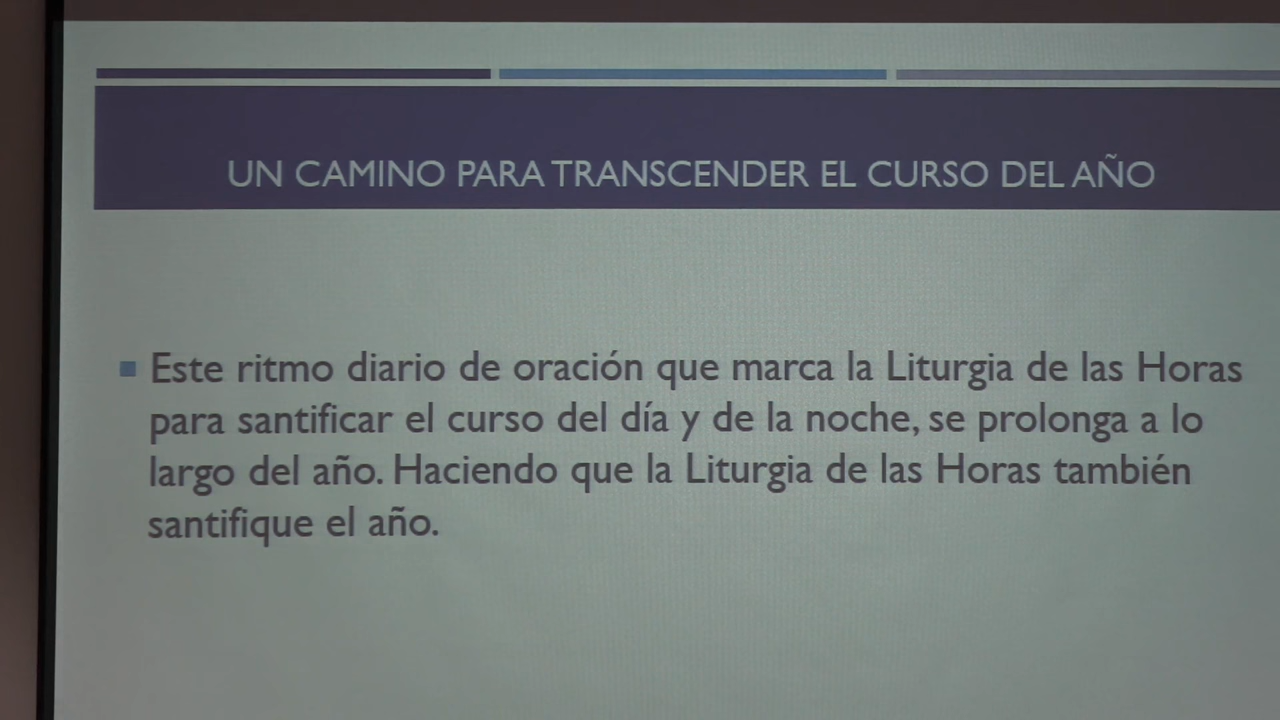 UN CAMINO PARA TRANSCENDER EL CURSO DEL AÑO
Este ritmo diario de oración que marca la Liturgia de las Horas
para santificar el curso del día y de la noche, se prolonga a lo
largo del año. Haciendo que la Liturgia de las Horas también
santifique el año.